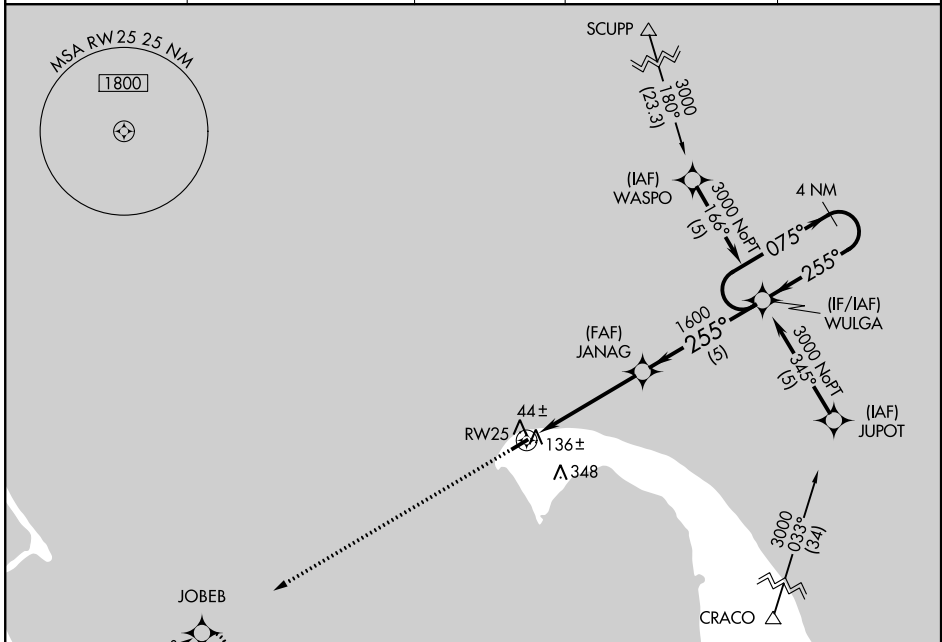 MSA RW25 25 NM
1800
SCUPP
3000
180°
(23.3)
(IAF)
WASPO
3000 NoPT
166°
(5)
4 NM
075°
255°
(IF/IAF)
WULGA
1600
255°
(5)
(FAF)
JANAG
3000 NoPT
345°
(5)
(IAF)
JUPOT
44±
RW25
136±
348
3000
033°
(34)
JOBEB
CRACO